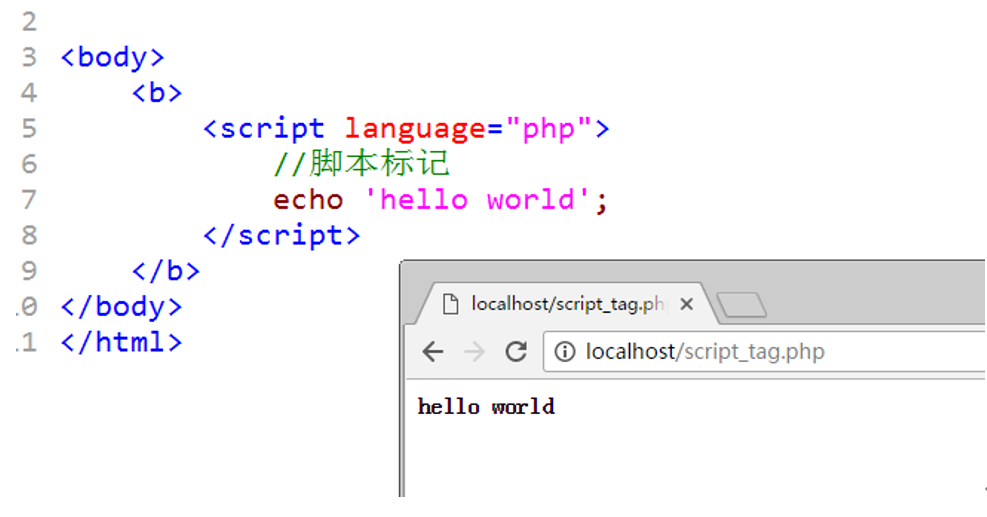 2
3 <body>
4 <b>
5 <script language="php">
6 //脚本标记
7 echo 'hello world';
8 </script>
9 </b>
.0 </body>
.1 </html>
localhost/script_tag.ph
localhost/script_tag.php
hello world